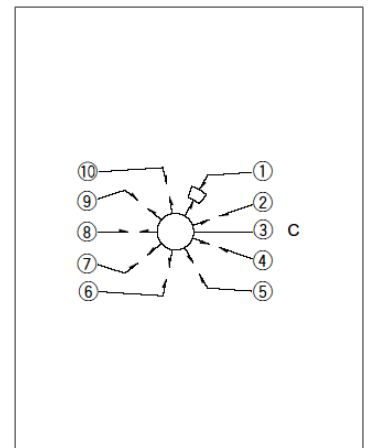 ⑩ ①
⑨ ②
⑧ ③ C
⑦ ④
⑥ ⑤